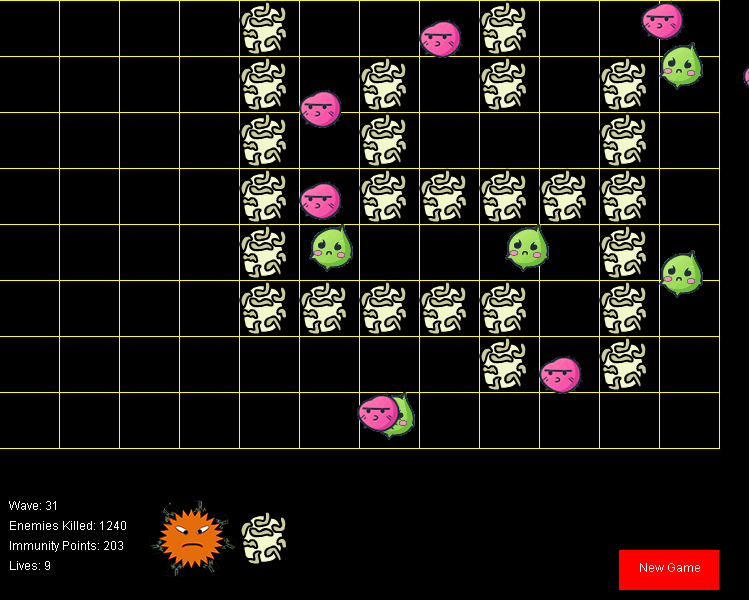 Wave: 31
Enemies Killed: 1240
Immunity Points: 203
Lives: 9
New Game